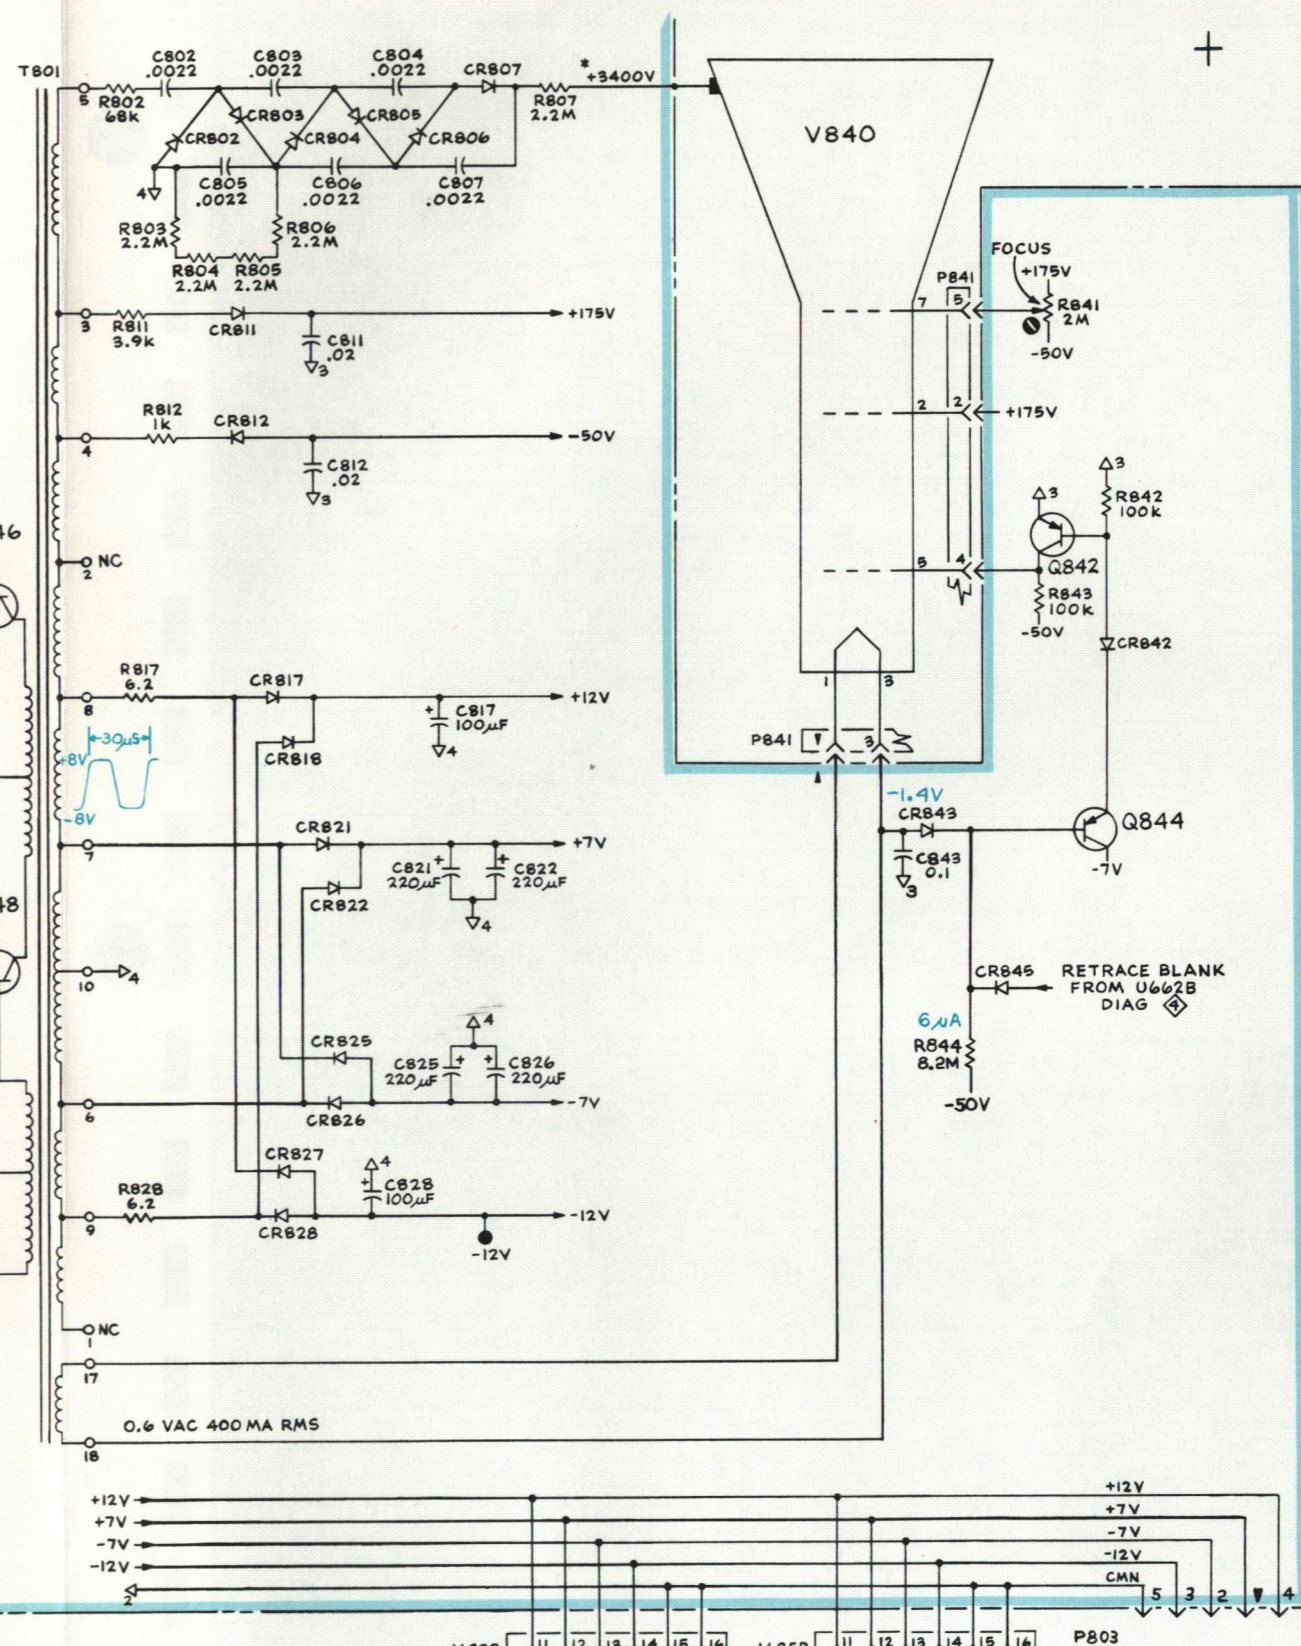 T801
5
R802
68K
C802
.0022
C803
.0022
C804
.0022
CR807
R807
2.2M
*
+3400V
CR802
CR803
CR804
CR805
CR806
4
C805
.0022
C806
.0022
C807
.0022
R803
2.2M
R804
2.2M
R805
2.2M
R806
2.2M
V840
3
R811
3.9K
CR811
C811
.02
3
+175V
4
R812
1K
CR812
C812
.02
3
-50V
2
NC
46
FOCUS
+175V
P841
7
5
R841
2M
-50V
2
2
+175V
3
3
R842
100K
Q842
5
4
R843
100K
-50V
CR842
1
3
P841
3
8
R817
6.2
CR817
CR818
C817
100µF
4
+12V
30µS
+8V
-8V
7
CR821
CR822
C821
220µF
C822
220µF
4
+7V
48
10
4
-1.4V
CR843
C843
0.1
3
Q844
-7V
CR845
RETRACE BLANK
FROM U662B
DIAG 4
6µA
R844
8.2M
-50V
CR825
4
C825
220µF
C826
220µF
6
CR826
-7V
CR827
4
C828
100µF
9
R828
6.2
CR828
-12V
-12V
NC
1
17
0.6 VAC 400 MA RMS
18
+12V
+12V
+7V
+7V
-7V
-7V
-12V
-12V
2
CMN
5
3
2
4
11
12
13
14
15
16
11
12
13
14
15
16
P803